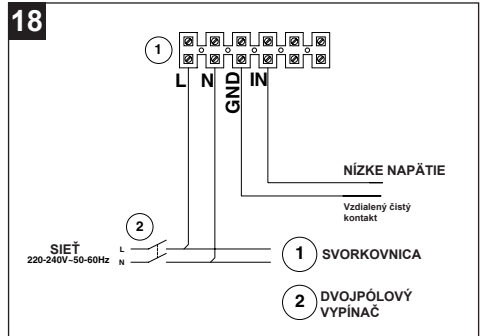 18
1
L N GND IN
NÍZKE NAPÄTIE
Vzdialený čistý
kontakt
2
SIEŤ
220-240V~50-60Hz
L
N
1 SVORKOVNICA
2 DVOJPÓLOVÝ
VYPÍNAČ